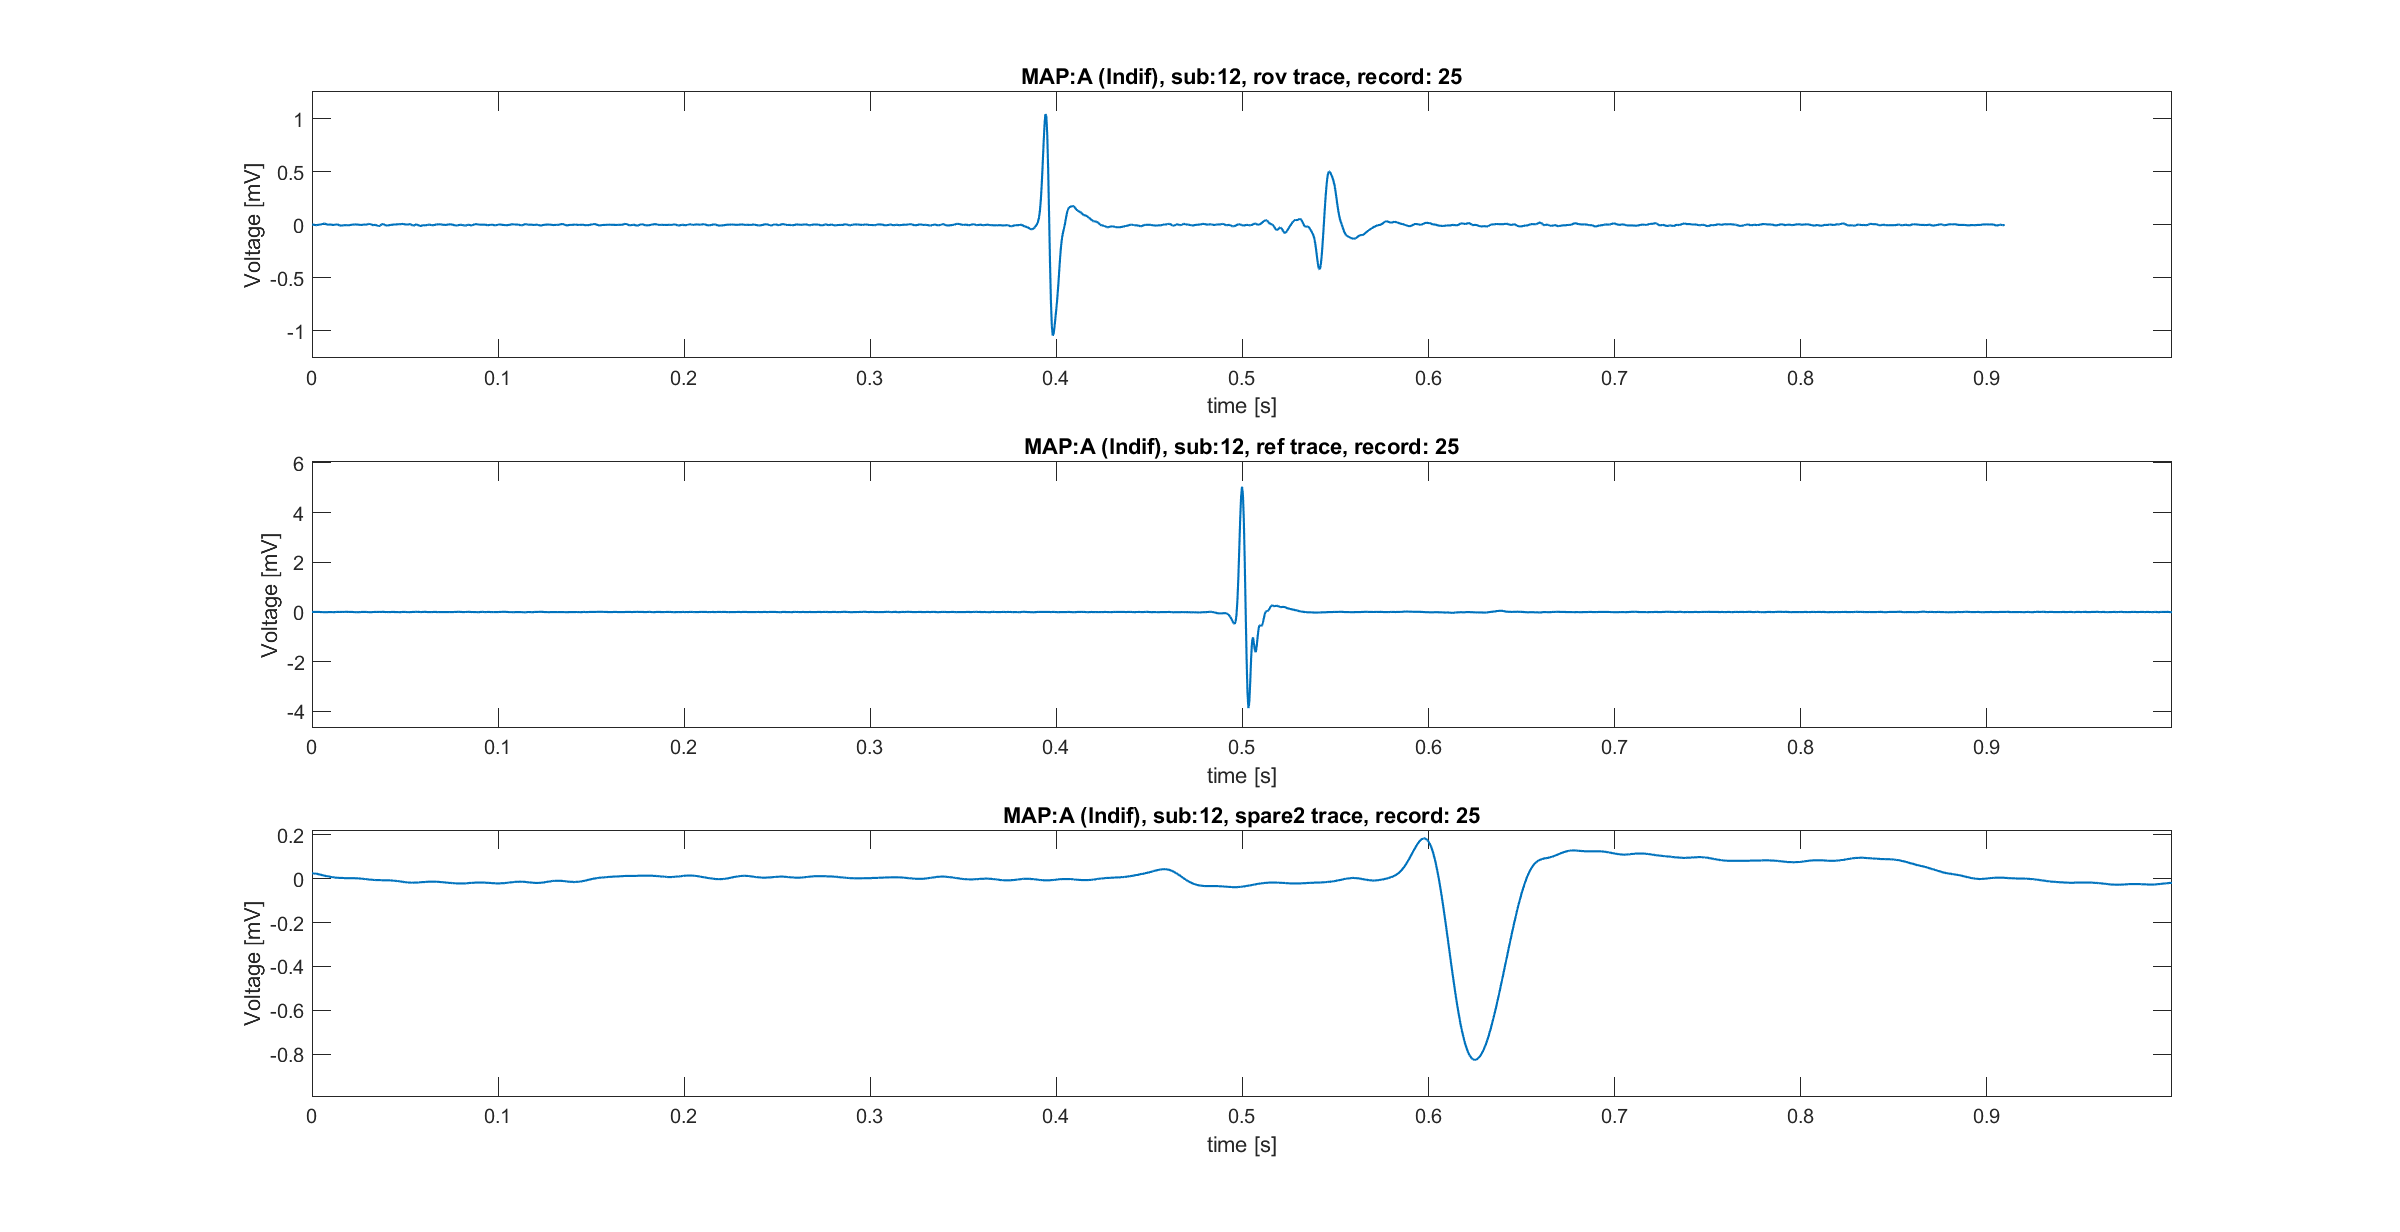 MAP:A (Indif), sub:12, rov trace, record: 25
Voltage [mV]
1
0.5
0
-0.5
-1
0 0.1 0.2 0.3 0.4 0.5 0.6 0.7 0.8 0.9
time [s]
MAP:A (Indif), sub:12, ref trace, record: 25
Voltage [mV]
6
4
2
0
-2
-4
0 0.1 0.2 0.3 0.4 0.5 0.6 0.7 0.8 0.9
time [s]
MAP:A (Indif), sub:12, spare2 trace, record: 25
Voltage [mV]
0.2
0
-0.2
-0.4
-0.6
-0.8
0 0.1 0.2 0.3 0.4 0.5 0.6 0.7 0.8 0.9
time [s]